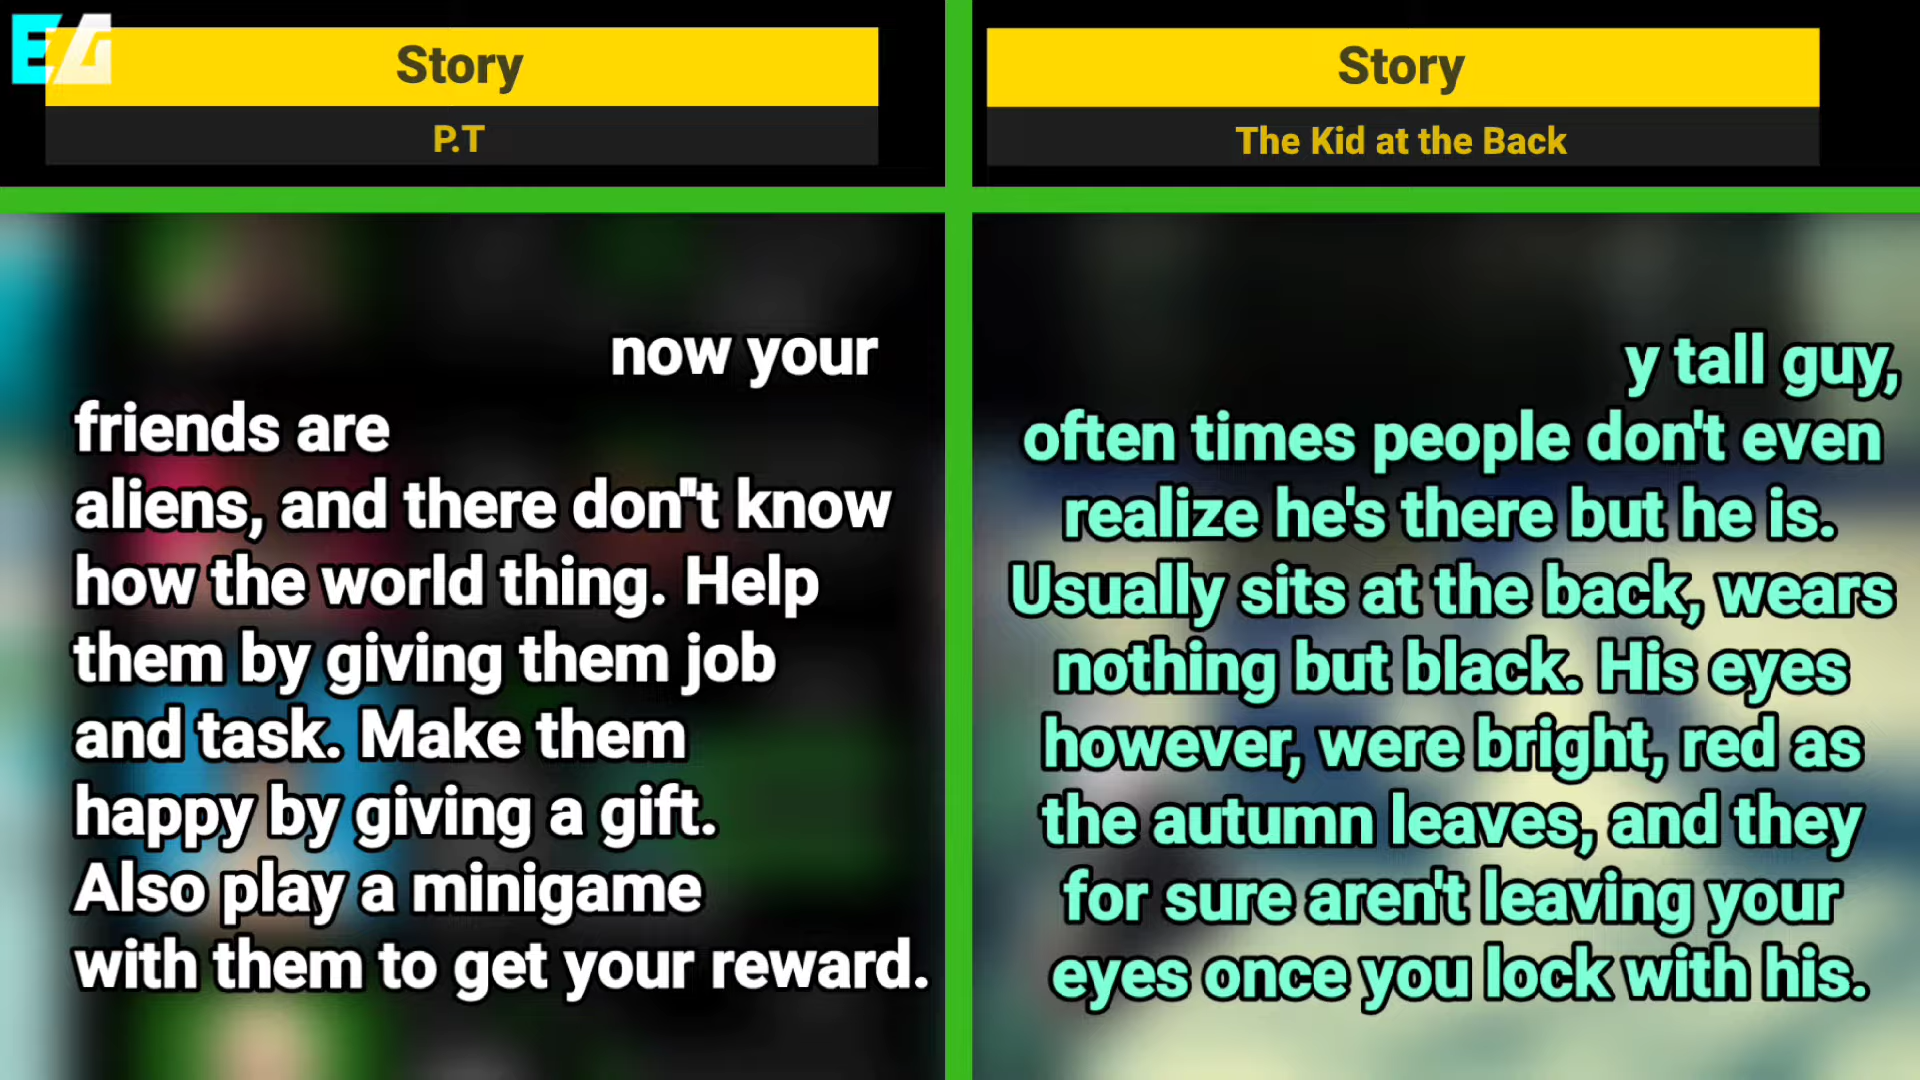 EG
Story
P.T
now your
friends are
aliens, and there don"t know
how the world thing. Help
them by giving them job
and task. Make them
happy by giving a gift.
Also play a minigame
with them to get your reward.
Story
The Kid at the Back
y tall guy,
often times people don't even
realize he's there but he is.
Usually sits at the back, wears
nothing but black. His eyes
however, were bright, red as
the autumn leaves, and they
for sure aren't leaving your
eyes once you lock with his.